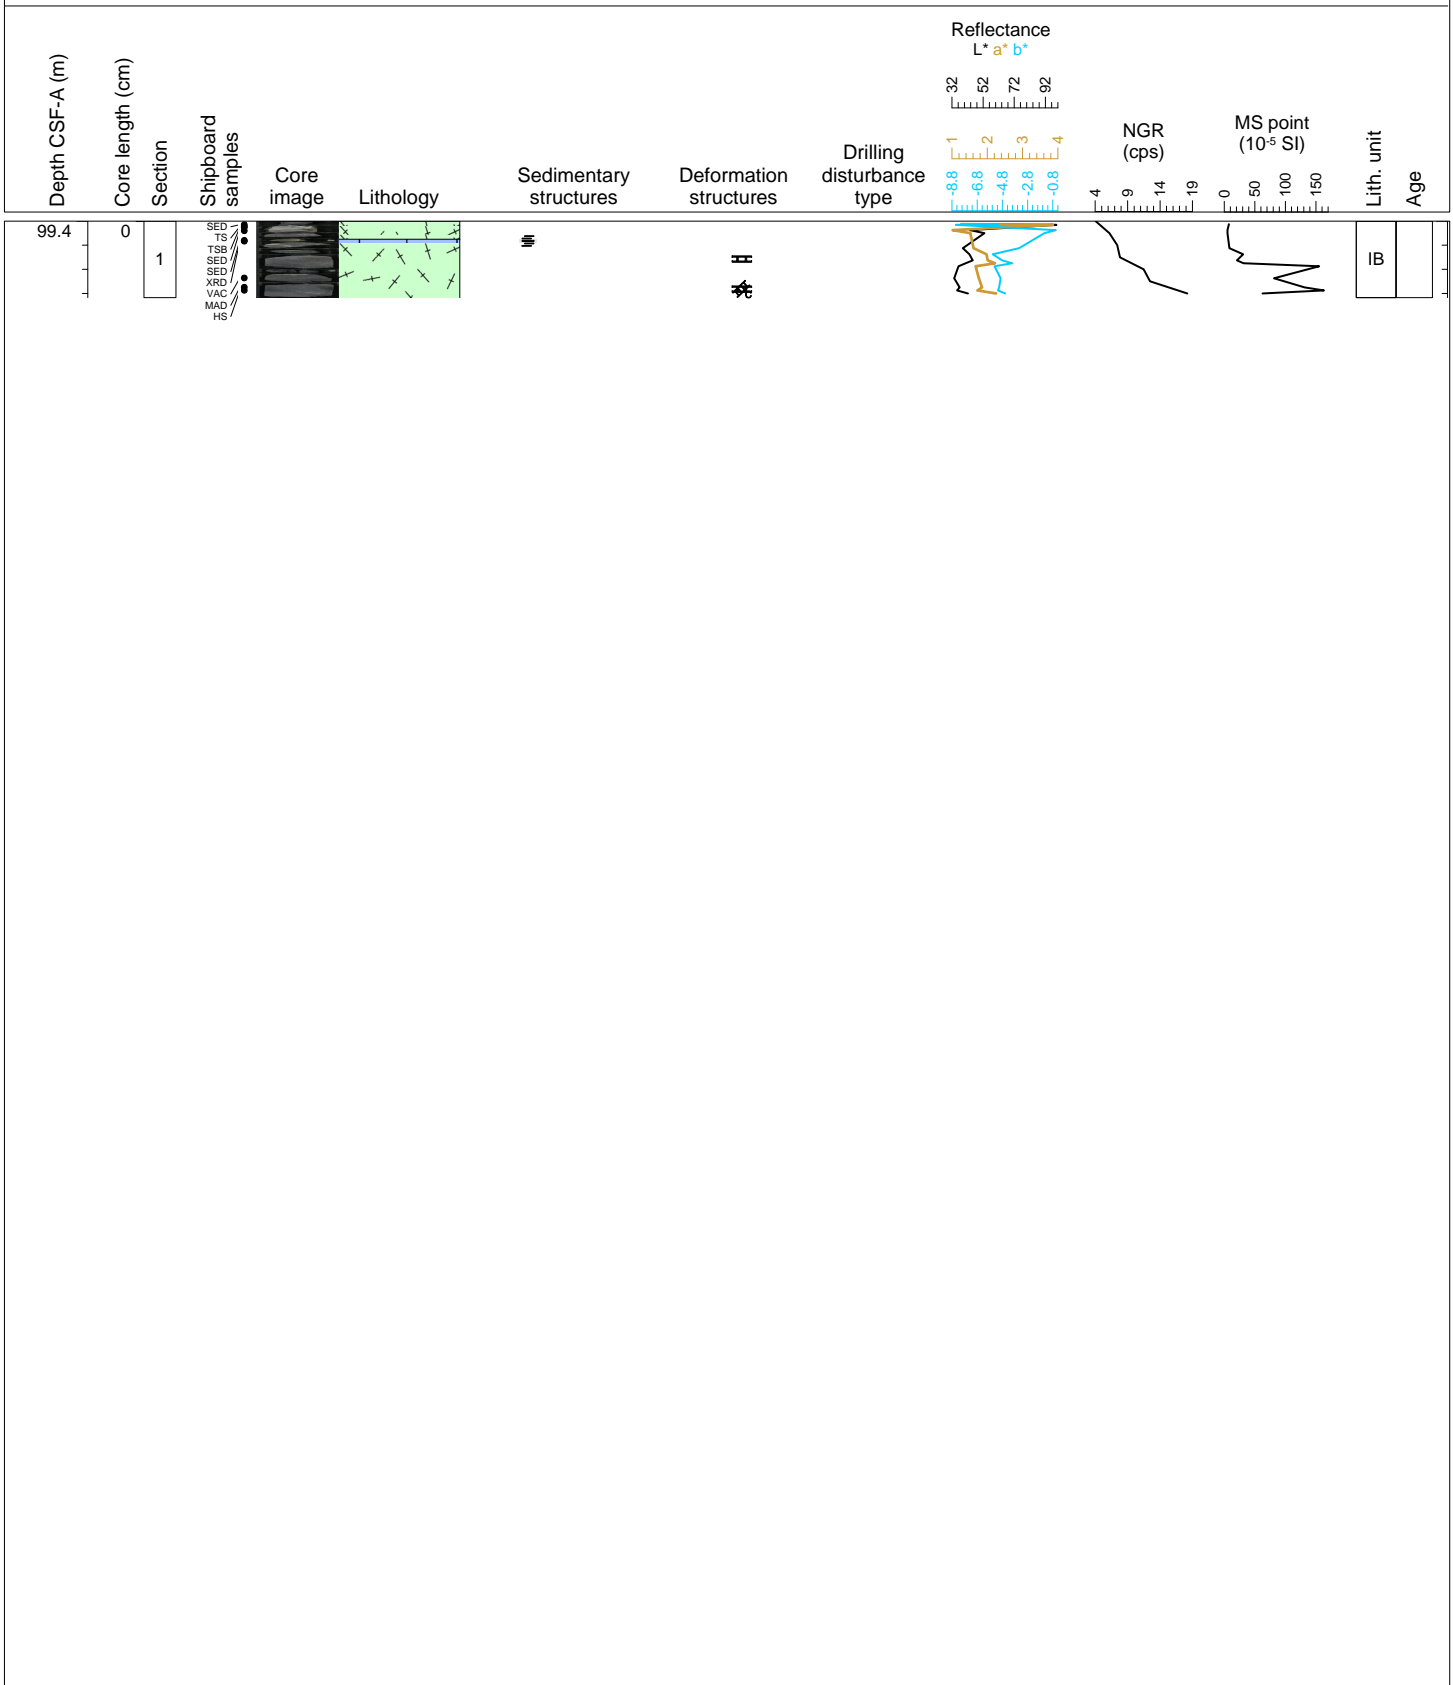 Depth CSF-A (m)
Core length (cm)
Section
Shipboard
samples
Core
image
Lithology
Sedimentary
structures
Deformation
structures
Drilling
disturbance
type
Reflectance
L* a* b*
32 52 72 92
1 2 3 4
-8.8 -6.8 -4.8 -2.8 -0.8
NGR
(cps)
4 9 14 19
MS point
(10-5 SI)
0 50 100 150
Lith. unit
Age
99.4
0
1
SED
TS
TSB
SED
SED
XRD
VAC
MAD
HS
IB